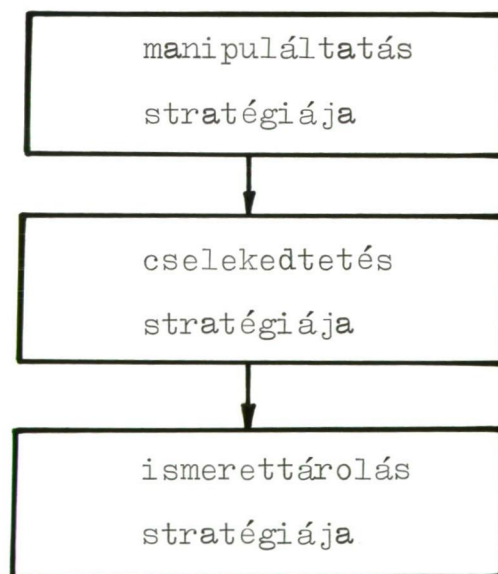 manipuláltatás
stratégiája
cselekedtetés
stratégiája
ismerettárolás
stratégiája